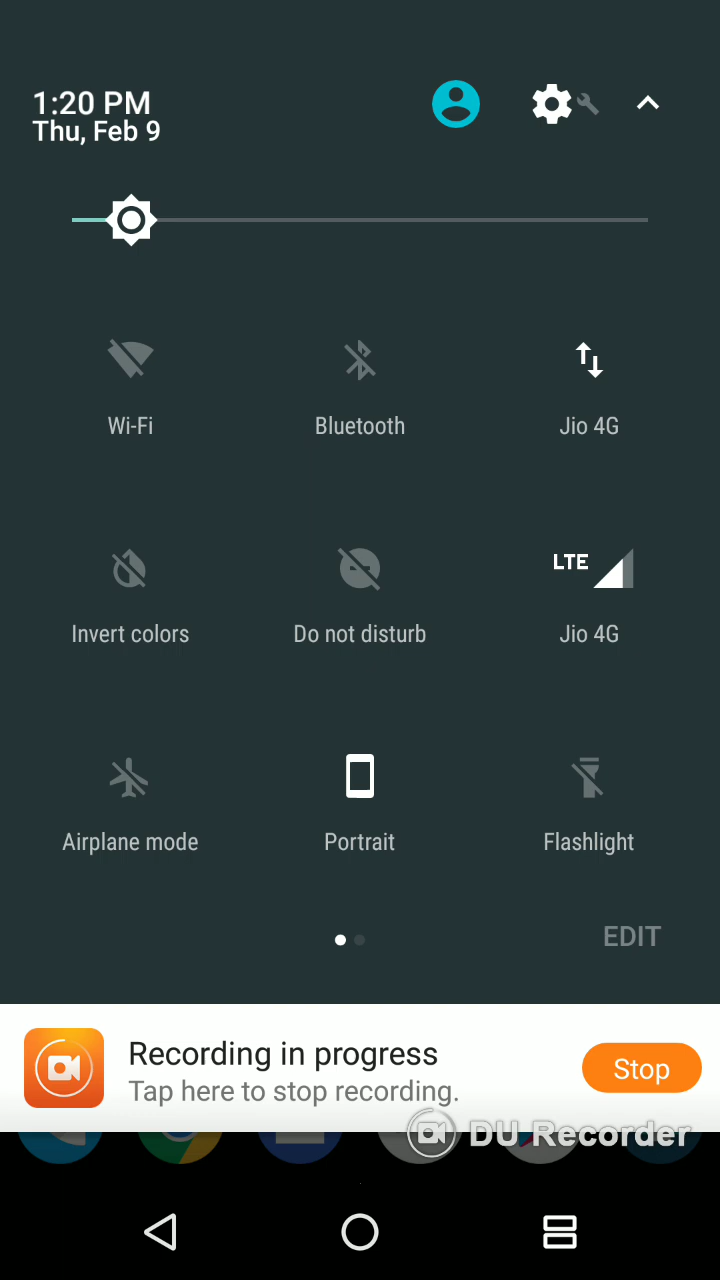 1:20 PM
Thu, Feb 9
Wi-Fi
Bluetooth
Jio 4G
Invert colors
Do not disturb
LTE
Jio 4G
Airplane mode
Portrait
Flashlight
EDIT
Recording in progress
Tap here to stop recording.
Stop
DU Recorder